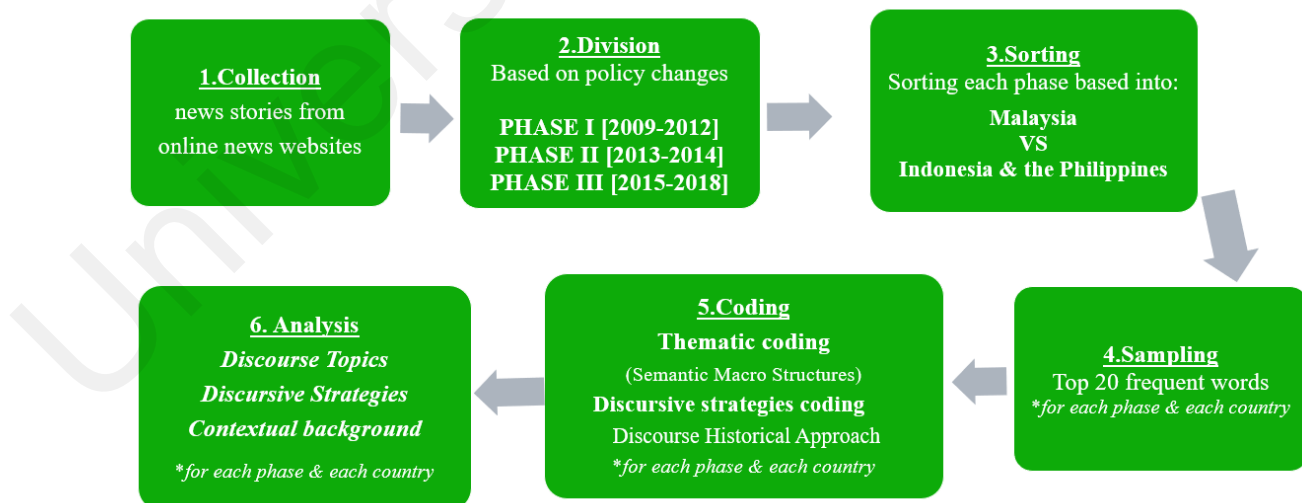 1.Collection
news stories from
online news websites
2.Division
Based on policy changes
PHASE I [2009-2012]
PHASE II [2013-2014]
PHASE III [2015-2018]
3.Sorting
Sorting each phase based into:
Malaysia
VS
Indonesia & the Philippines
4.Sampling
Top 20 frequent words
*for each phase & each country
5.Coding
Thematic coding
(Semantic Macro Structures)
Discursive strategies coding
Discourse Historical Approach
*for each phase & each country
6. Analysis
Discourse Topics
Discursive Strategies
Contextual background
*for each phase & each country